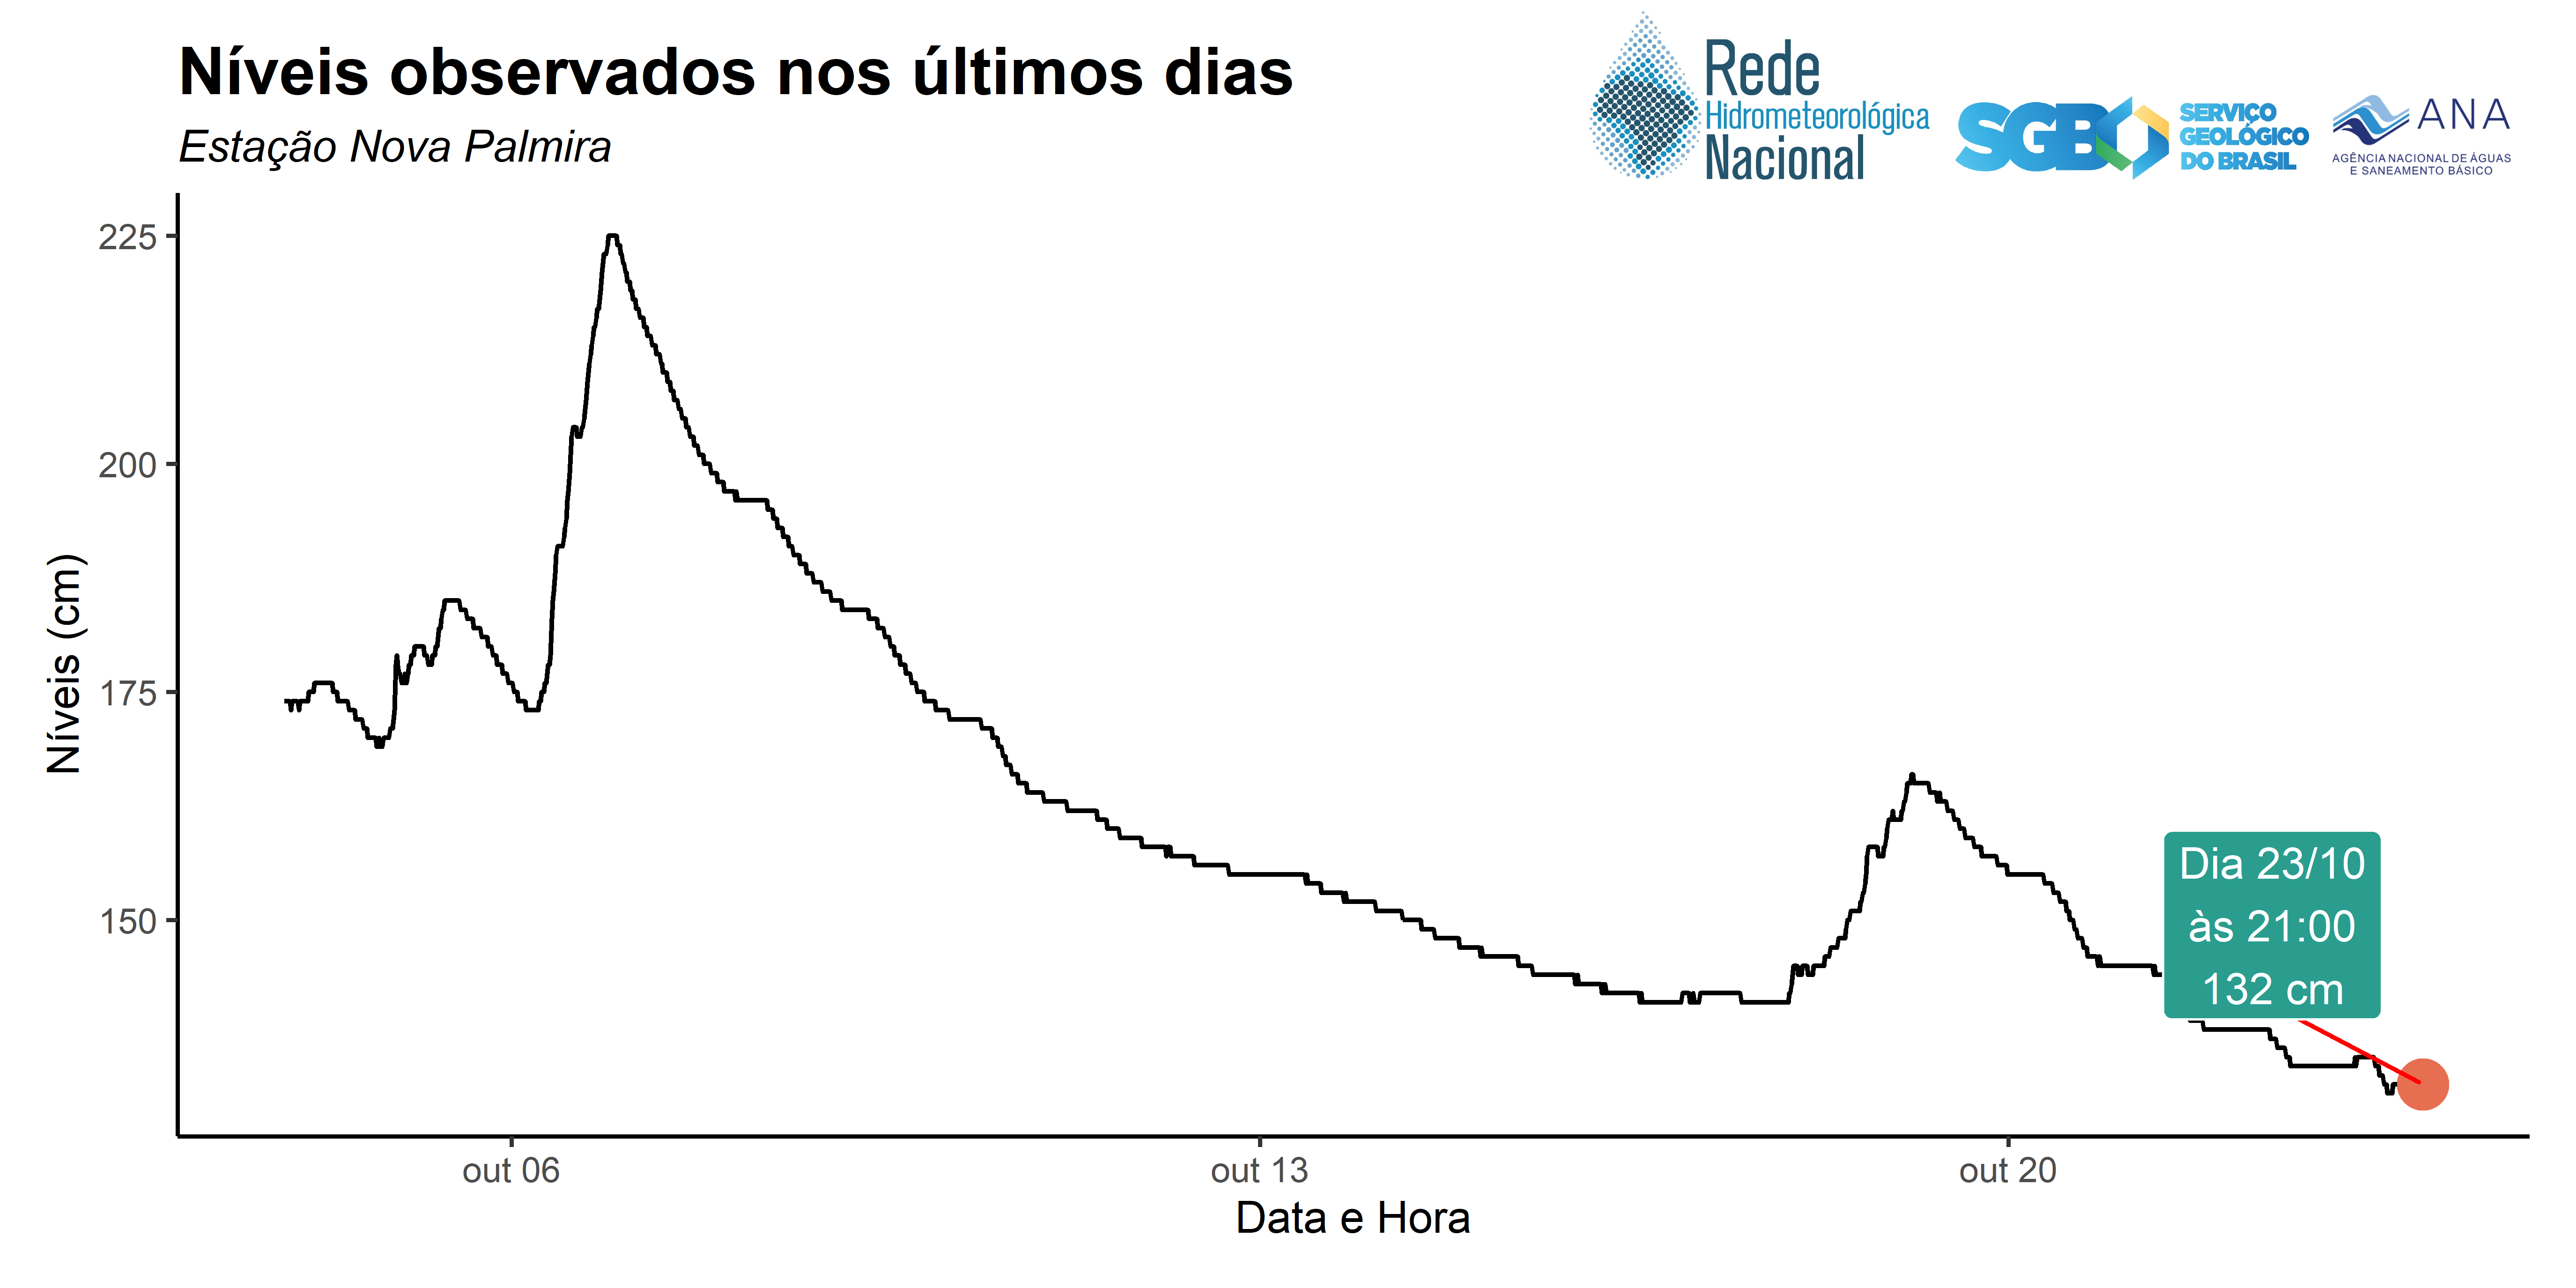 Níveis observados nos últimos dias
Estação Nova Palmira
Rede
Hidrometeorológica
Nacional
SGB
SERVIÇO
GEOLÓGICO
DO BRASIL
ANA
AGÊNCIA NACIONAL DE ÁGUAS
E SANEAMENTO BÁSICO
225
200
175
150
Níveis (cm)
Dia 23/10
às 21:00
132 cm
out 06
out 13
out 20
Data e Hora